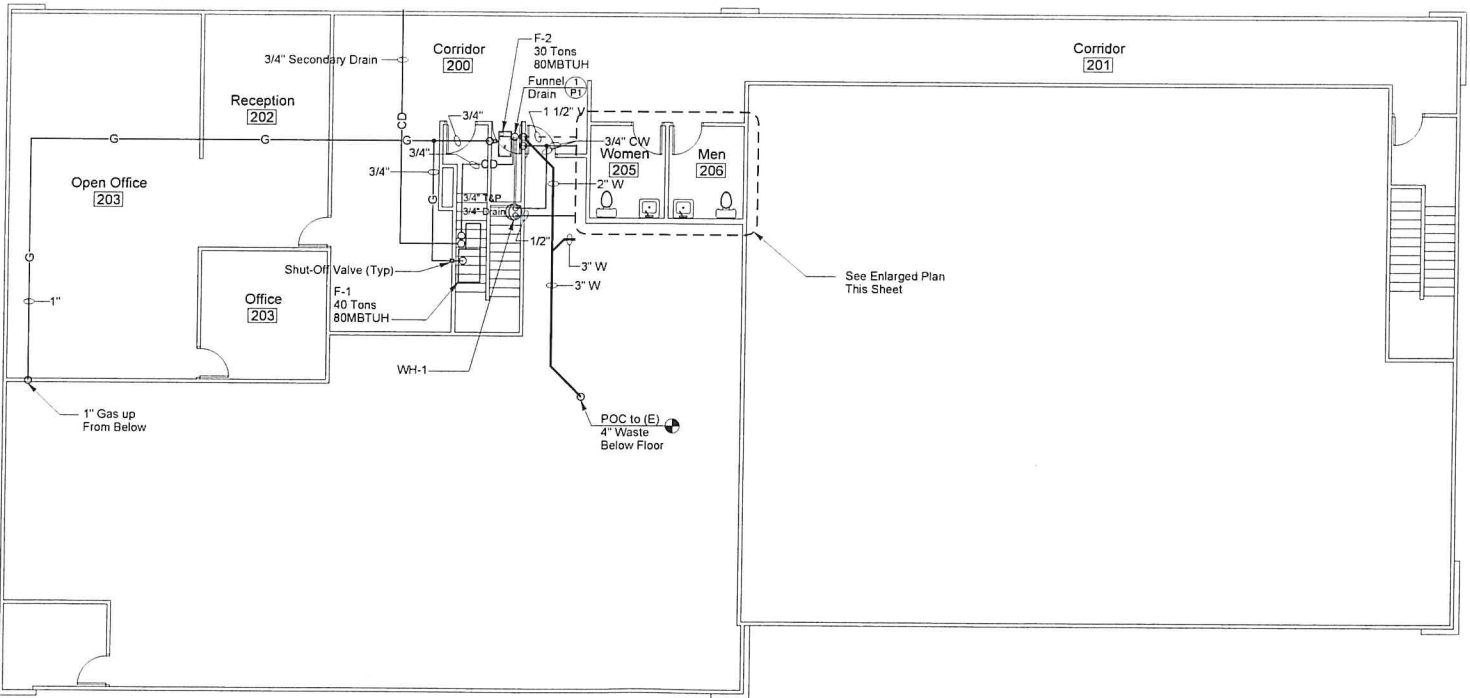 3/4" Secondary Drain
Corridor
200
F-2
30 Tons
80MBTUH
Funnel
Drain
1
P1
Corridor
201
Reception
202
CD
3/4"
1 1/2" V
G
G
G
3/4"
CD
3/4" CW
Women
205
Men
206
3/4"
2" W
Open Office
203
G
3/4" T&P
3/4" Drain
1/2"
G
3" W
Shut-Off Valve (Typ)
3" W
See Enlarged Plan
This Sheet
1"
Office
203
F-1
40 Tons
80MBTUH
WH-1
1" Gas up
From Below
POC to (E)
4" Waste
Below Floor